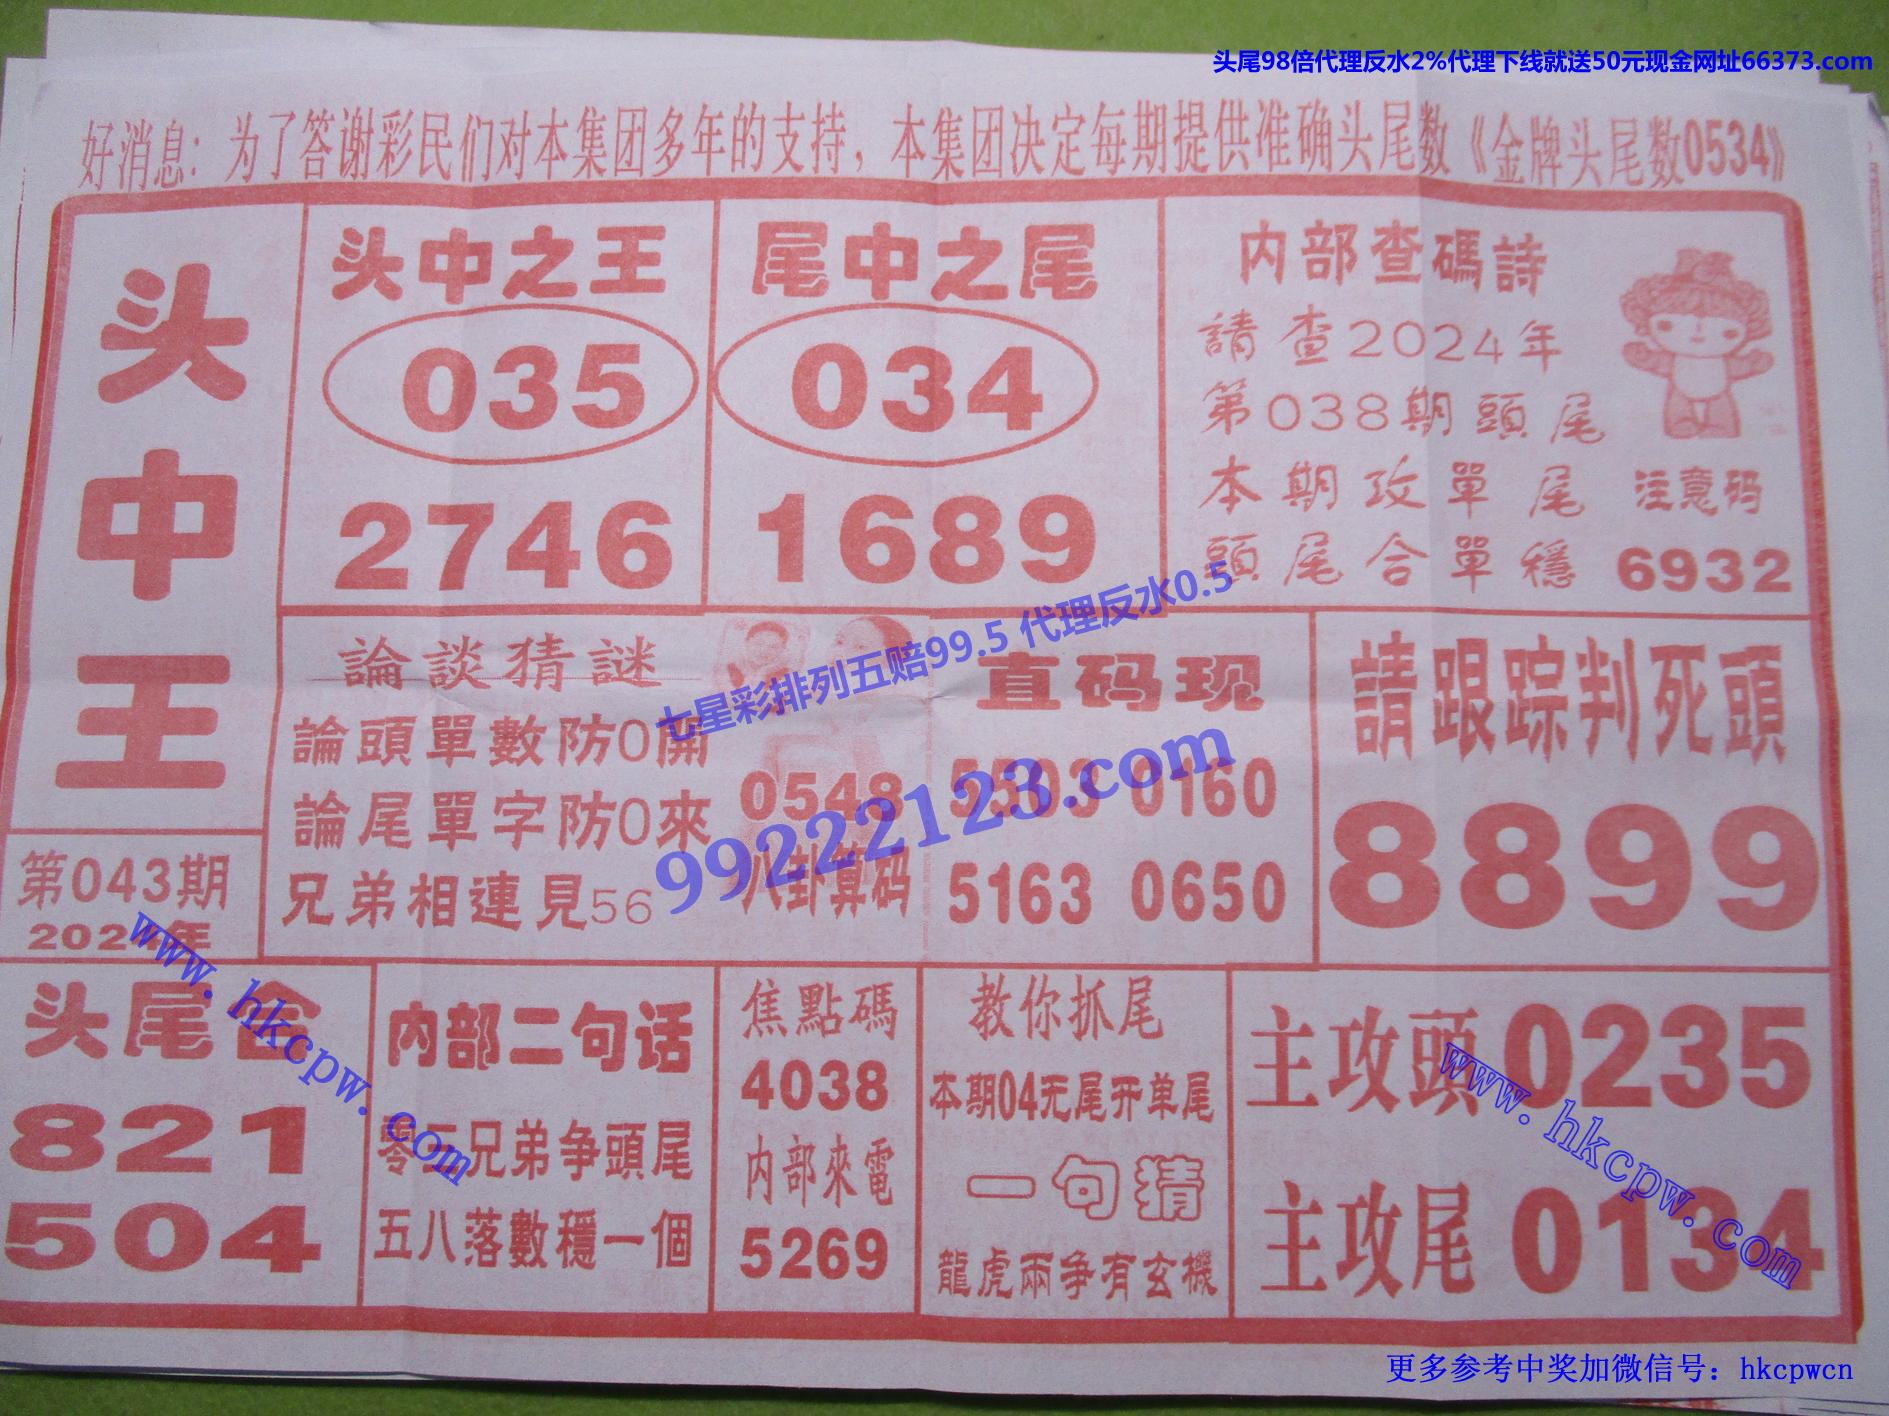 头尾98倍代理反水2%代理下线就送50元现金网址66373.com
好消息：为了答谢彩民们对本集团多年的支持，本集团决定每期提供准确头尾数《金牌头尾数0534》
头中王
第043期
2024年
头中之王
035
2746
尾中之尾
034
1689
内部查碼詩
請查2024年
第038期頭尾
本期攻單尾
頭尾合單穩
注意码
6932
論談猜謎
論頭單數防0開
論尾單字防0來
兄弟相連見56
0548
八卦算码
直码现
5503 0160
5163 0650
請跟踪判死頭
8899
七星彩排列五赔99.5 代理反水0.5
99222123.com
头尾合
821
504
内部二句话
零三兄弟争頭尾
五八落數穩一個
焦點碼
4038
内部來電
5269
教你抓尾
本期04无尾开单尾
一句猜
龍虎兩争有玄機
主攻頭0235
主攻尾0134
www.hkcpw.com
www.hkcpw.com
更多参考中奖加微信号：hkcpwcn